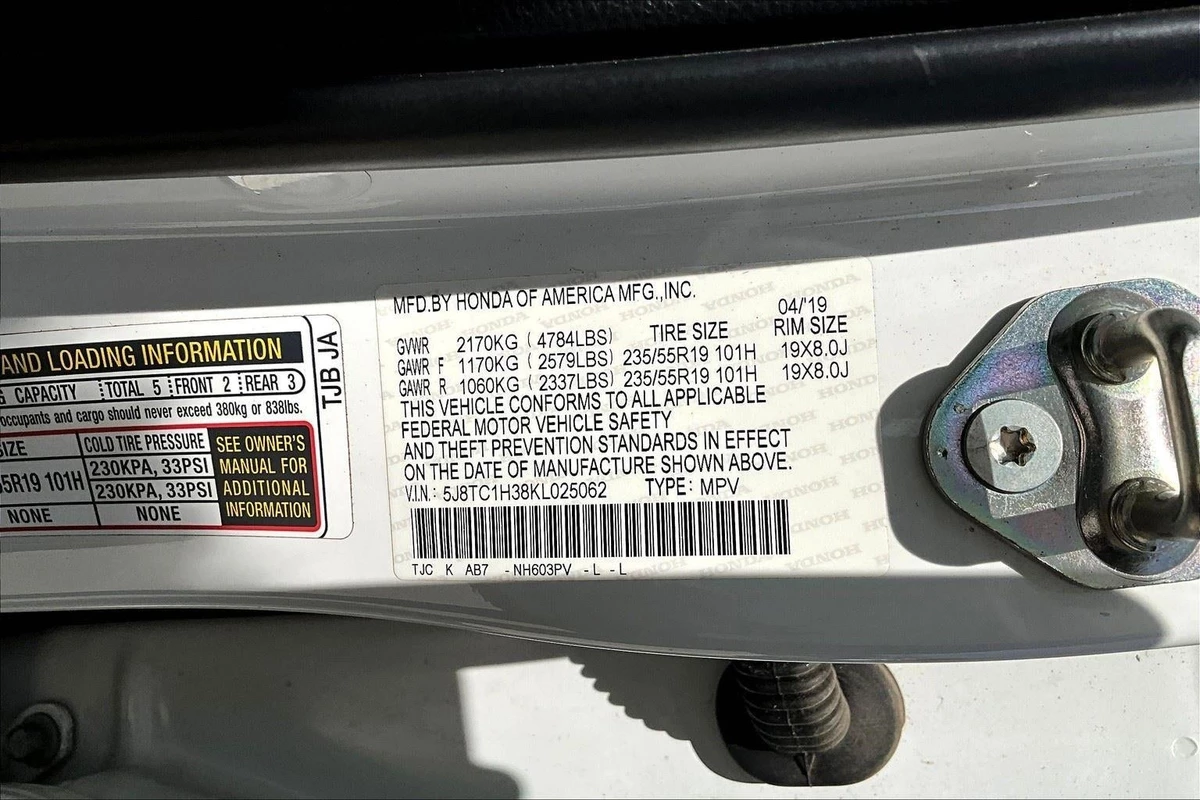 AND LOADING INFORMATION
CAPACITY TOTAL 5 FRONT 2 REAR 3
occupants and cargo should never exceed 380kg or 838lbs.
SIZE COLD TIRE PRESSURE
5R19 101H 230KPA, 33PSI
230KPA, 33PSI
NONE NONE
SEE OWNER'S
MANUAL FOR
ADDITIONAL
INFORMATION
TJB JA
MFD.BY HONDA OF AMERICA MFG.,INC.
04/'19
GVWR 2170KG ( 4784LBS) TIRE SIZE RIM SIZE
GAWR F 1170KG ( 2579LBS) 235/55R19 101H 19X8.0J
GAWR R 1060KG ( 2337LBS) 235/55R19 101H 19X8.0J
THIS VEHICLE CONFORMS TO ALL APPLICABLE
FEDERAL MOTOR VEHICLE SAFETY
AND THEFT PREVENTION STANDARDS IN EFFECT
ON THE DATE OF MANUFACTURE SHOWN ABOVE.
V.I.N.: 5J8TC1H38KL025062 TYPE: MPV
TJC K AB7 -NH603PV -L -L